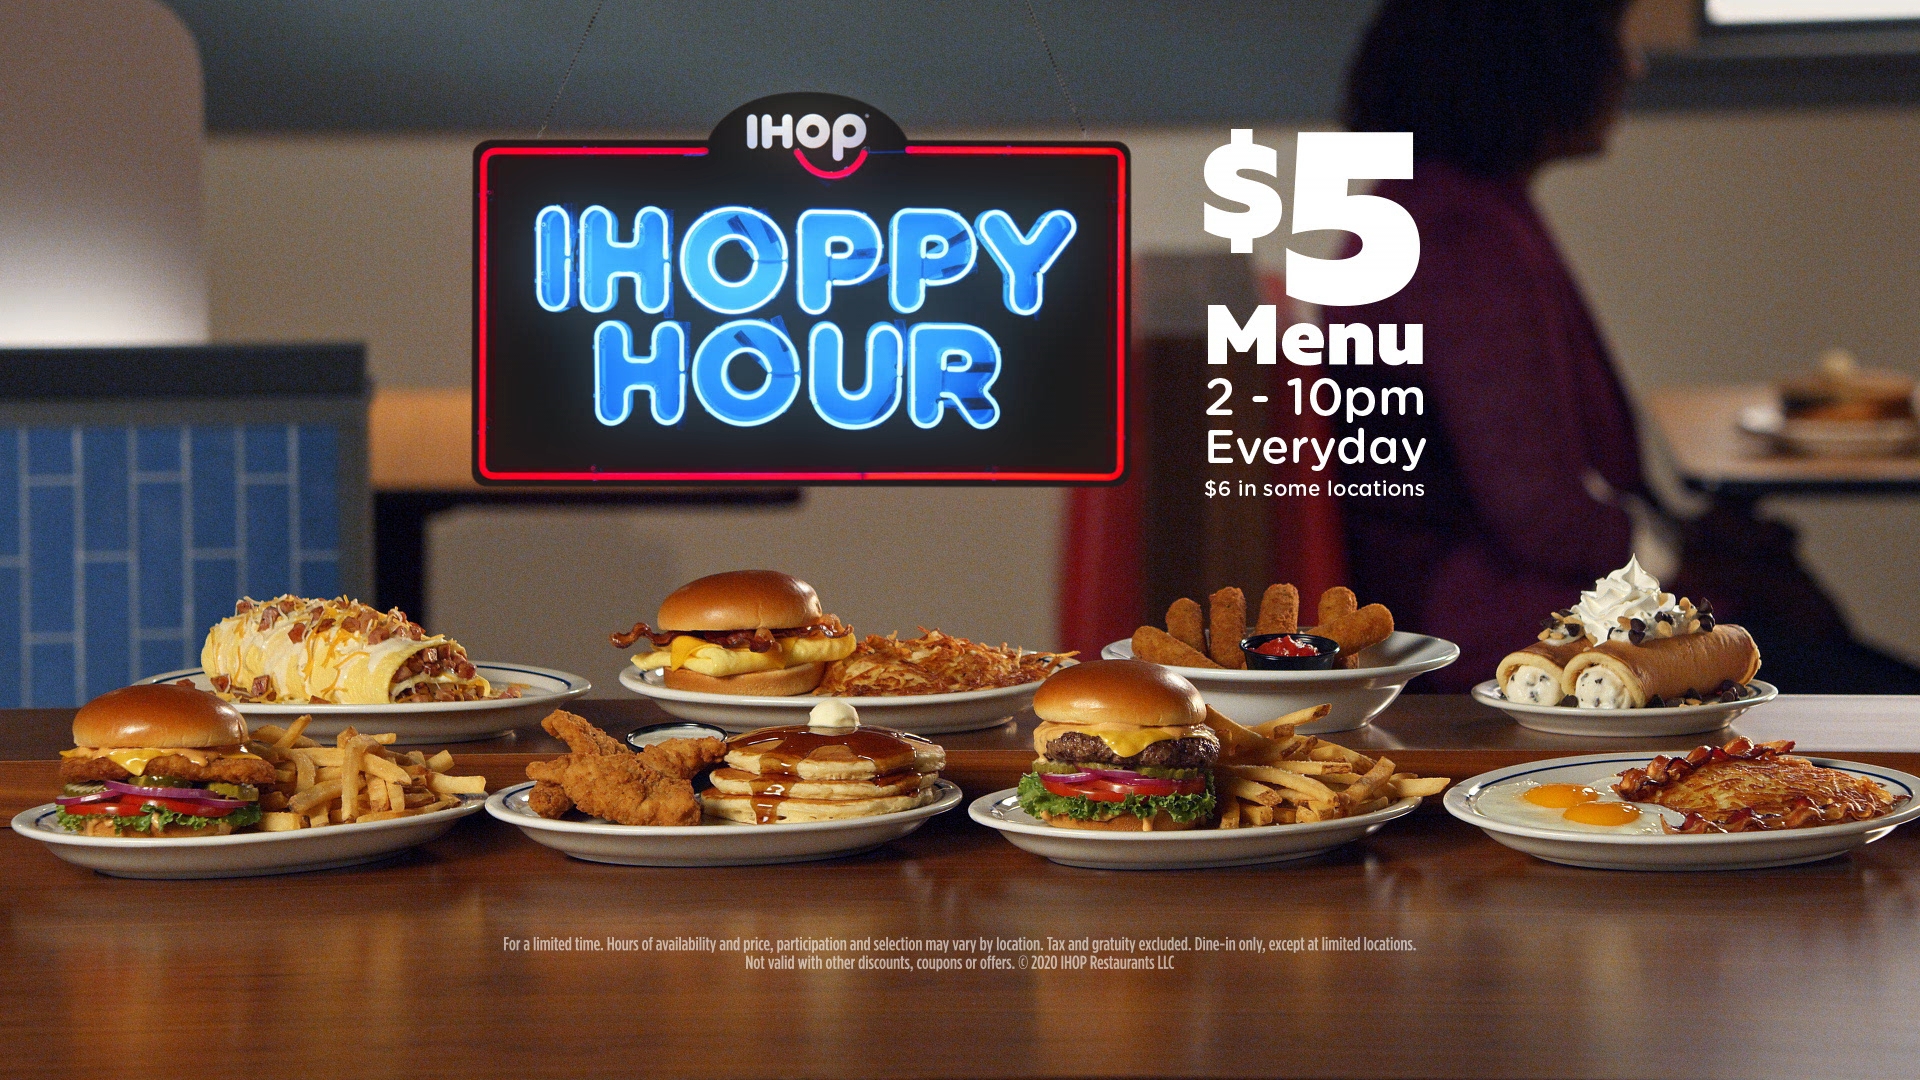 IHOP
IHOPPY
HOUR
$5
Menu
2 - 10pm
Everyday
$6 in some locations
For a limited time. Hours of availability and price, participation and selection may vary by location. Tax and gratuity excluded. Dine-in only, except at limited locations.
Not valid with other discounts, coupons or offers. © 2020 IHOP Restaurants LLC